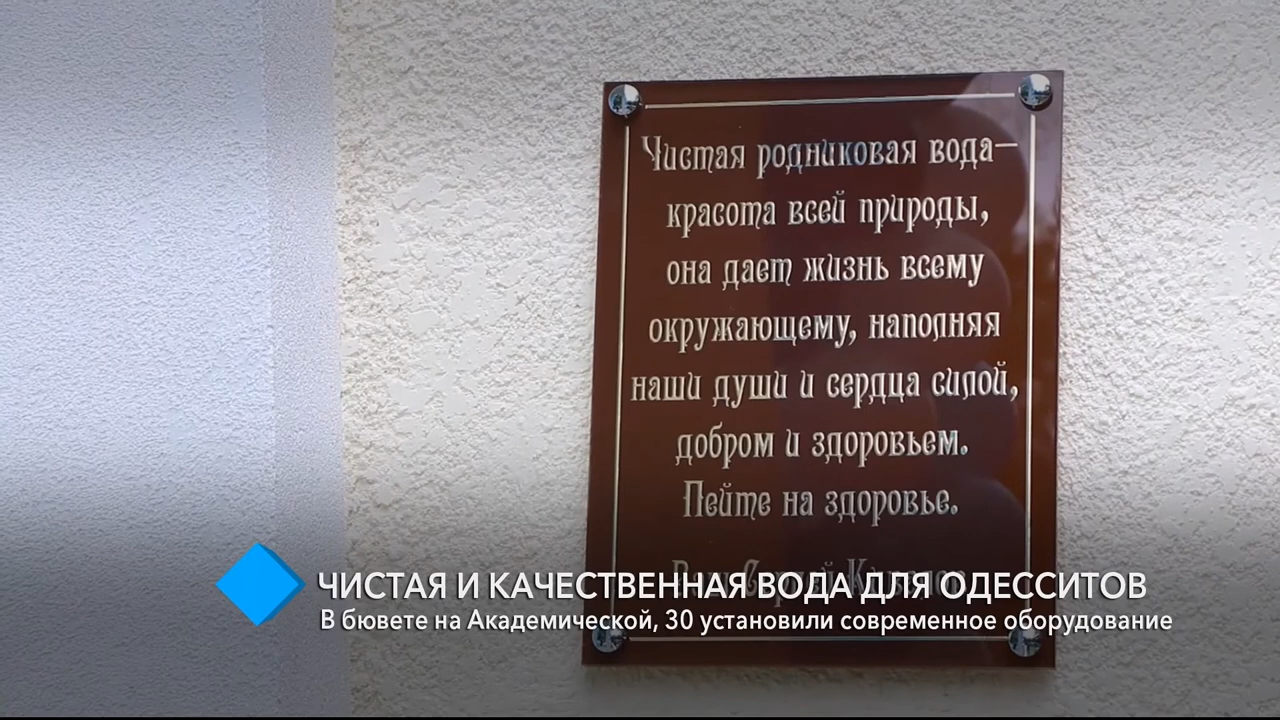 Чистая родниковая вода—
красота всей природы,
она дает жизнь всему
окружающему, наполняя
наши души и сердца силой,
добром и здоровьем.
Пейте на здоровье.
ЧИСТАЯ И КАЧЕСТВЕННАЯ ВОДА ДЛЯ ОДЕССИТОВ
В бювете на Академической, 30 установили современное оборудование